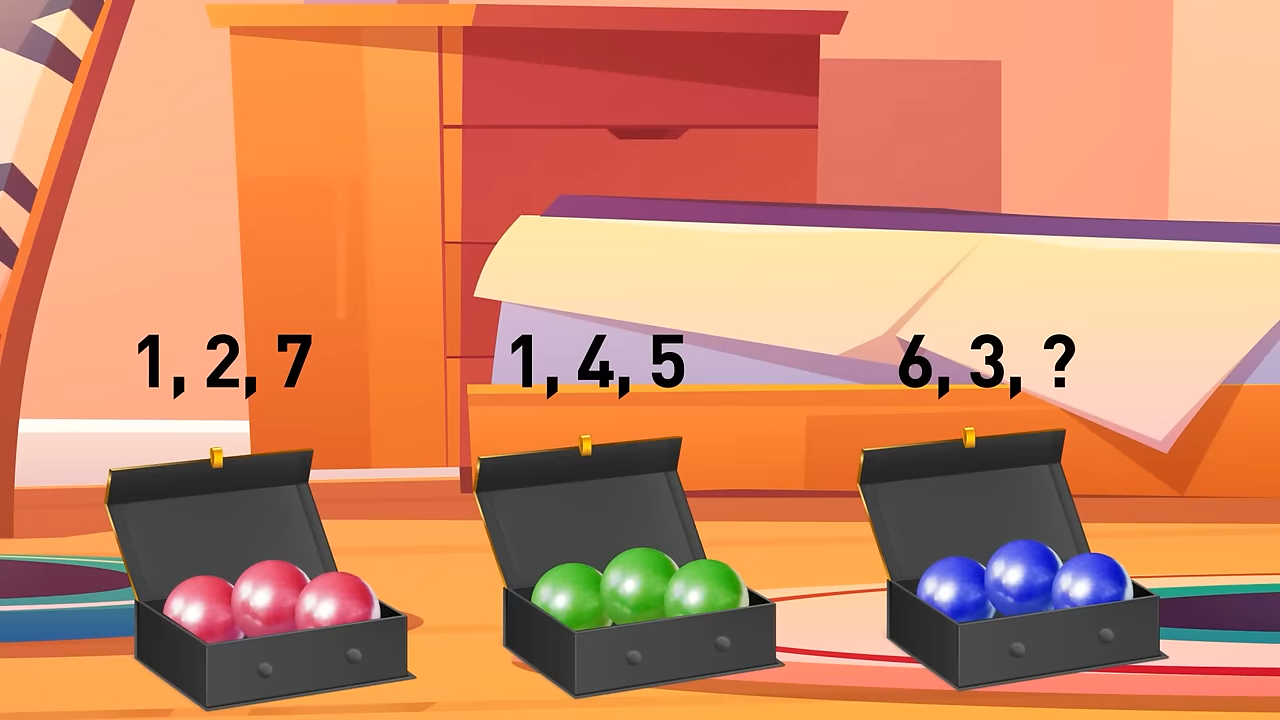 1, 2, 7 1, 4, 5 6, 3, ?